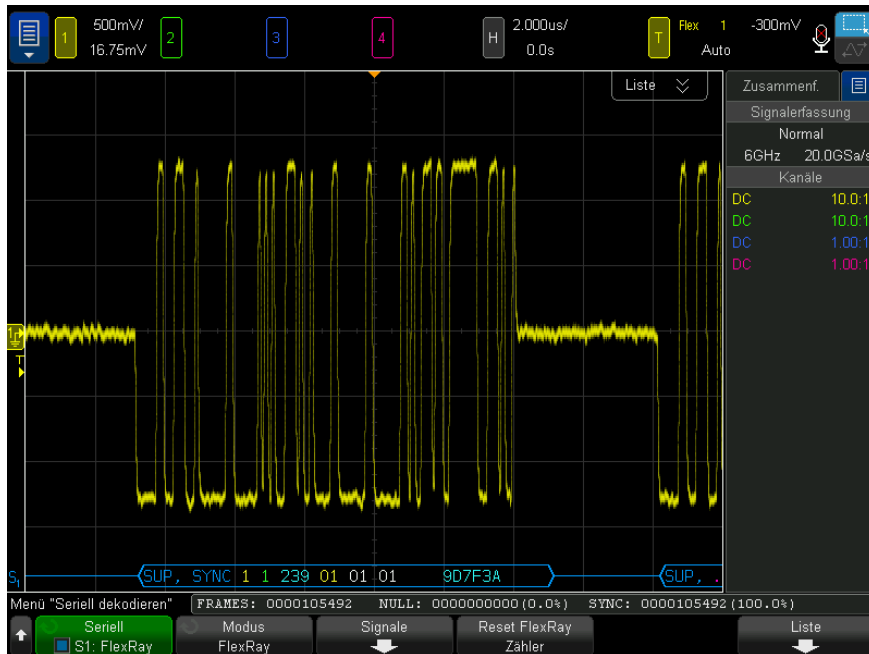 1 500mV/ 2 3 4 H 2.000us/ T Flex 1 -300mV
16.75mV 0.0s Auto
Liste
Zusammenf.
Signalerfassung
Normal
6GHz 20.0GSa/s
Kanäle
DC 10.0:1
DC 10.0:1
DC 1.00:1
DC 1.00:1
1
T
S1 SUP, SYNC 1 1 239 01 01 01 9D7F3A SUP, .
Menü "Seriell dekodieren" FRAMES: 0000105492 NULL: 0000000000(0.0%) SYNC: 0000105492(100.0%)
Seriell Modus Signale Reset FlexRay Liste
S1: FlexRay FlexRay Zähler